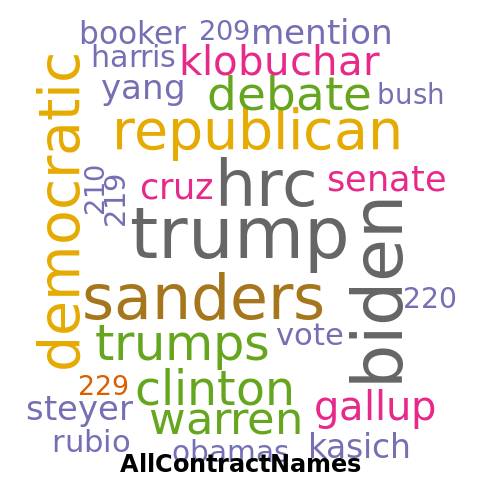 booker 209 mention
harris klobuchar
yang debate bush
democratic republican
210 219 cruz hrc senate
trump
biden
sanders 220
trumps vote
229 clinton
steyer warren gallup
rubio obamas kasich
AllContractNames